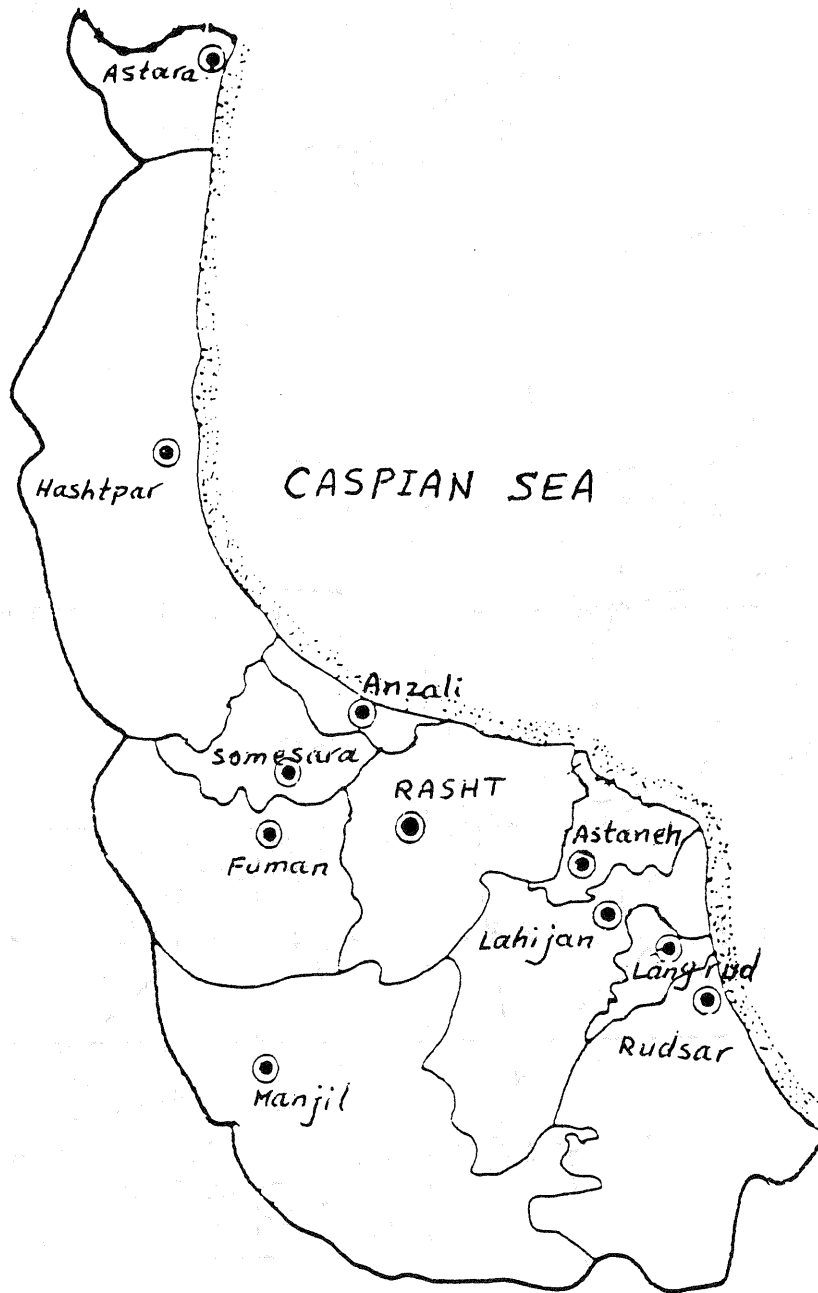 Astara
Hashtpar
CASPIAN SEA
Anzali
somesara
RASHT
Astaneh
Fuman
Lahijan
Langrud
Rudsar
Manjil